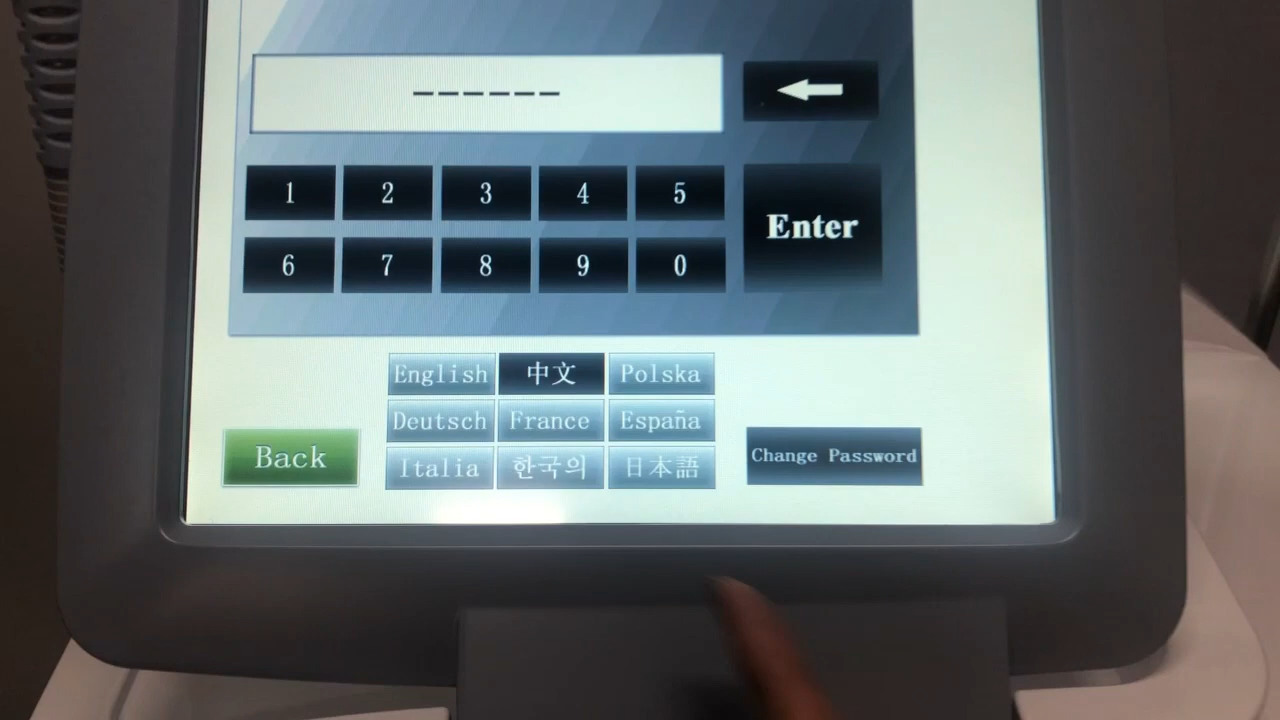 ------
1 2 3 4 5
Enter
6 7 8 9 0
English 中文 Polska
Deutsch France España
Back
Change Password
Italia 한국의 日本語